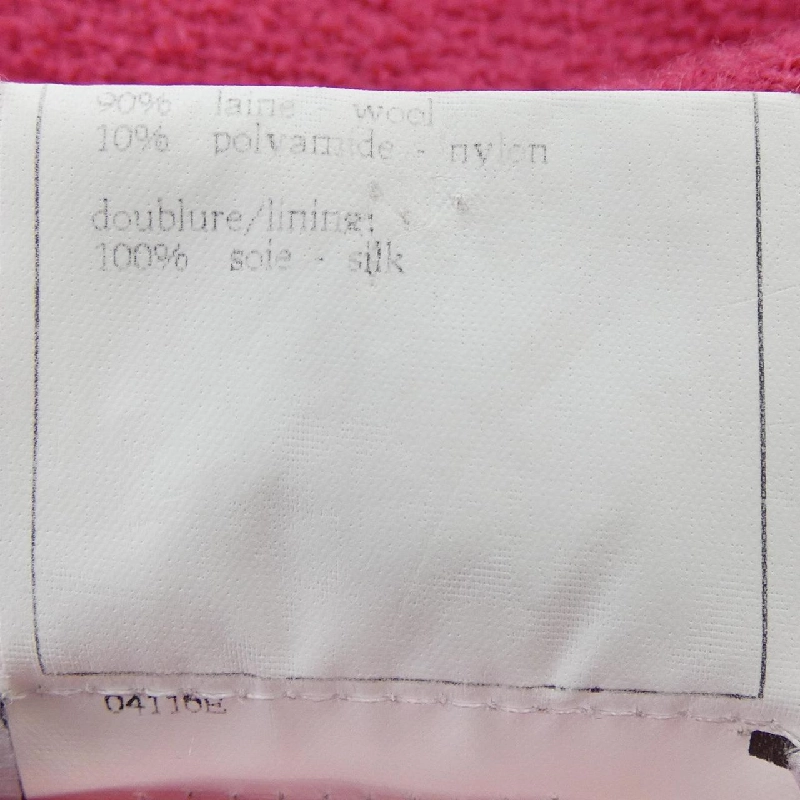 90% laine - wool
10% polyamide - nylon
doublure/lining:
100% soie - silk
04116E